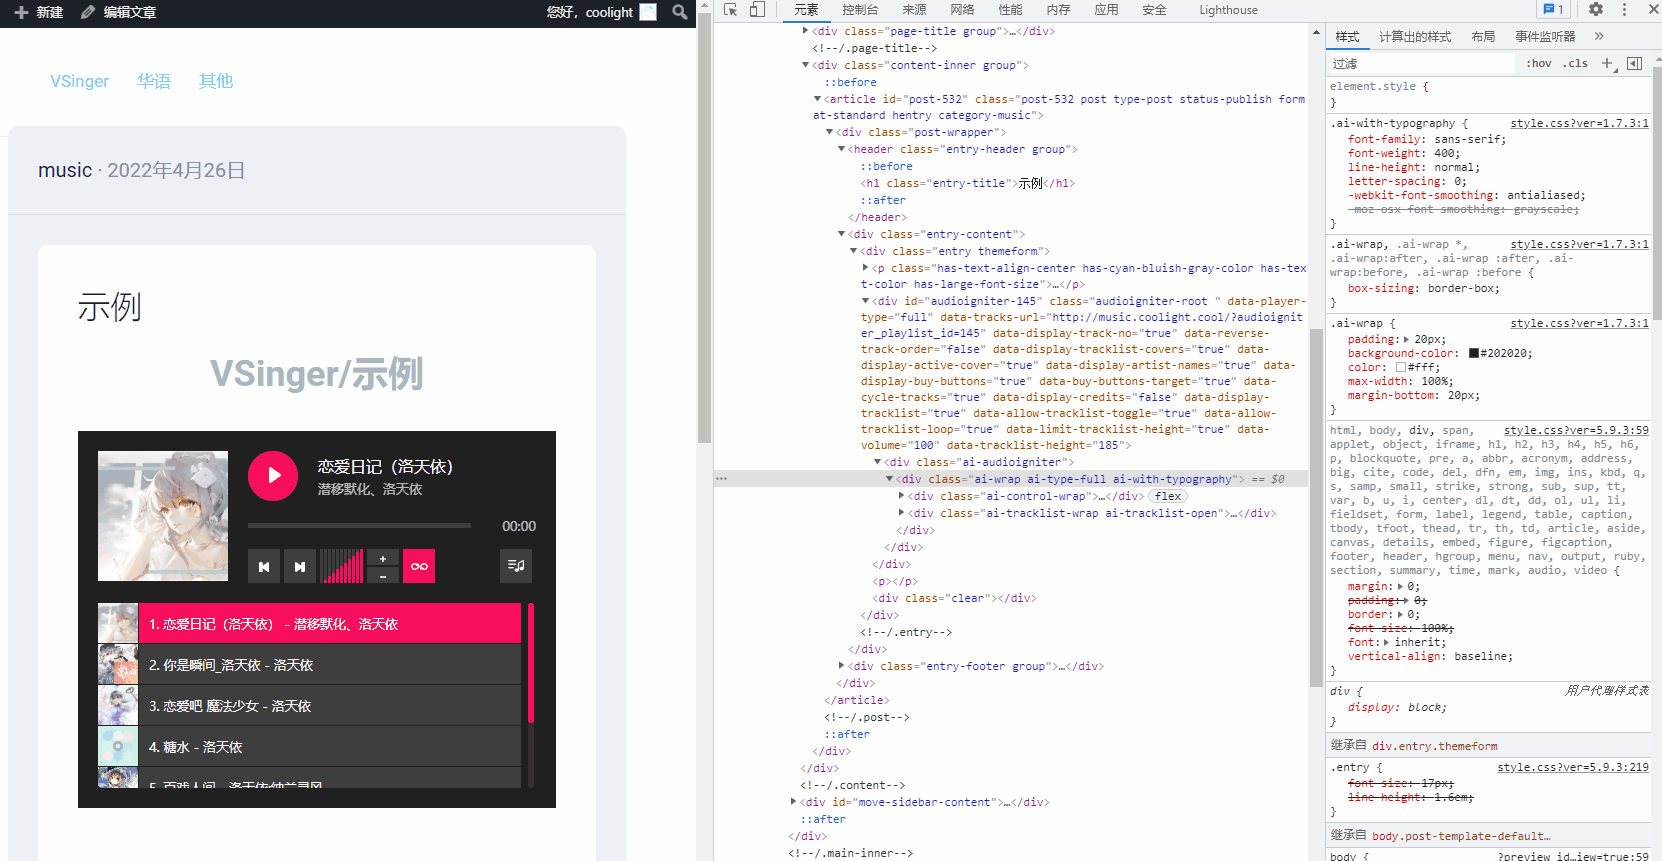 新建 编辑文章 您好，coolight
VSinger 华语 其他
music · 2022年4月26日
示例
VSinger/示例
恋爱日记（洛天依）
潜移默化、洛天依
00:00
1. 恋爱日记（洛天依） - 潜移默化、洛天依
2. 你是瞬间_洛天依 - 洛天依
3. 恋爱吧 魔法少女 - 洛天依
4. 糖水 - 洛天依
元素 控制台 来源 网络 性能 内存 应用 安全 Lighthouse 1
<div class="page-title group">…</div>
<!--/.page-title-->
<div class="content-inner group">
::before
<article id="post-532" class="post-532 post type-post status-publish form
at-standard hentry category-music">
<div class="post-wrapper">
<header class="entry-header group">
::before
<h1 class="entry-title">示例</h1>
::after
</header>
<div class="entry-content">
<div class="entry themeform">
<p class="has-text-align-center has-cyan-bluish-gray-color has-tex
t-color has-large-font-size">…</p>
<div id="audioigniter-145" class="audioigniter-root " data-player-
type="full" data-tracks-url="http://music.coolight.cool/?audioignit
er_playlist_id=145" data-display-track-no="true" data-reverse-
track-order="false" data-display-tracklist-covers="true" data-
display-active-cover="true" data-display-artist-names="true" data-
display-buy-buttons="true" data-buy-buttons-target="true" data-
cycle-tracks="true" data-display-credits="false" data-display-
tracklist="true" data-allow-tracklist-toggle="true" data-allow-
tracklist-loop="true" data-limit-tracklist-height="true" data-
volume="100" data-tracklist-height="185">
<div class="ai-audioigniter">
<div class="ai-wrap ai-type-full ai-with-typography"> == $0
<div class="ai-control-wrap">…</div> flex
<div class="ai-tracklist-wrap ai-tracklist-open">…</div>
</div>
</div>
</div>
<p></p>
<div class="clear"></div>
</div>
<!--/.entry-->
</div>
<div class="entry-footer group">…</div>
</div>
</article>
<!--/.post-->
::after
</div>
</div>
<!--/.content-->
<div id="move-sidebar-content">…</div>
::after
</div>
<!--/.main-inner-->
样式 计算出的样式 布局 事件监听器 »
过滤 :hov .cls +
element.style {
}
.ai-with-typography { style.css?ver=1.7.3:1
font-family: sans-serif;
font-weight: 400;
line-height: normal;
letter-spacing: 0;
-webkit-font-smoothing: antialiased;
-moz-osx-font-smoothing: grayscale;
}
.ai-wrap, .ai-wrap *, style.css?ver=1.7.3:1
.ai-wrap:after, .ai-wrap :after, .ai-
wrap:before, .ai-wrap :before {
box-sizing: border-box;
}
.ai-wrap { style.css?ver=1.7.3:1
padding: 20px;
background-color: #202020;
color: #fff;
max-width: 100%;
margin-bottom: 20px;
}
html, body, div, span, style.css?ver=5.9.3:59
applet, object, iframe, h1, h2, h3, h4, h5, h6,
p, blockquote, pre, a, abbr, acronym, address,
big, cite, code, del, dfn, em, img, ins, kbd, q,
s, samp, small, strike, strong, sub, sup, tt,
var, b, u, i, center, dl, dt, dd, ol, ul, li,
fieldset, form, label, legend, table, caption,
tbody, tfoot, thead, tr, th, td, article, aside,
canvas, details, embed, figure, figcaption,
footer, header, hgroup, menu, nav, output, ruby,
section, summary, time, mark, audio, video {
margin: 0;
padding: 0;
border: 0;
font-size: 100%;
font: inherit;
vertical-align: baseline;
}
div { 用户代理样式表
display: block;
}
继承自 div.entry.themeform
.entry { style.css?ver=5.9.3:219
font-size: 17px;
line-height: 1.6em;
}
继承自 body.post-template-default…
body { ?preview_id…iew=true:59